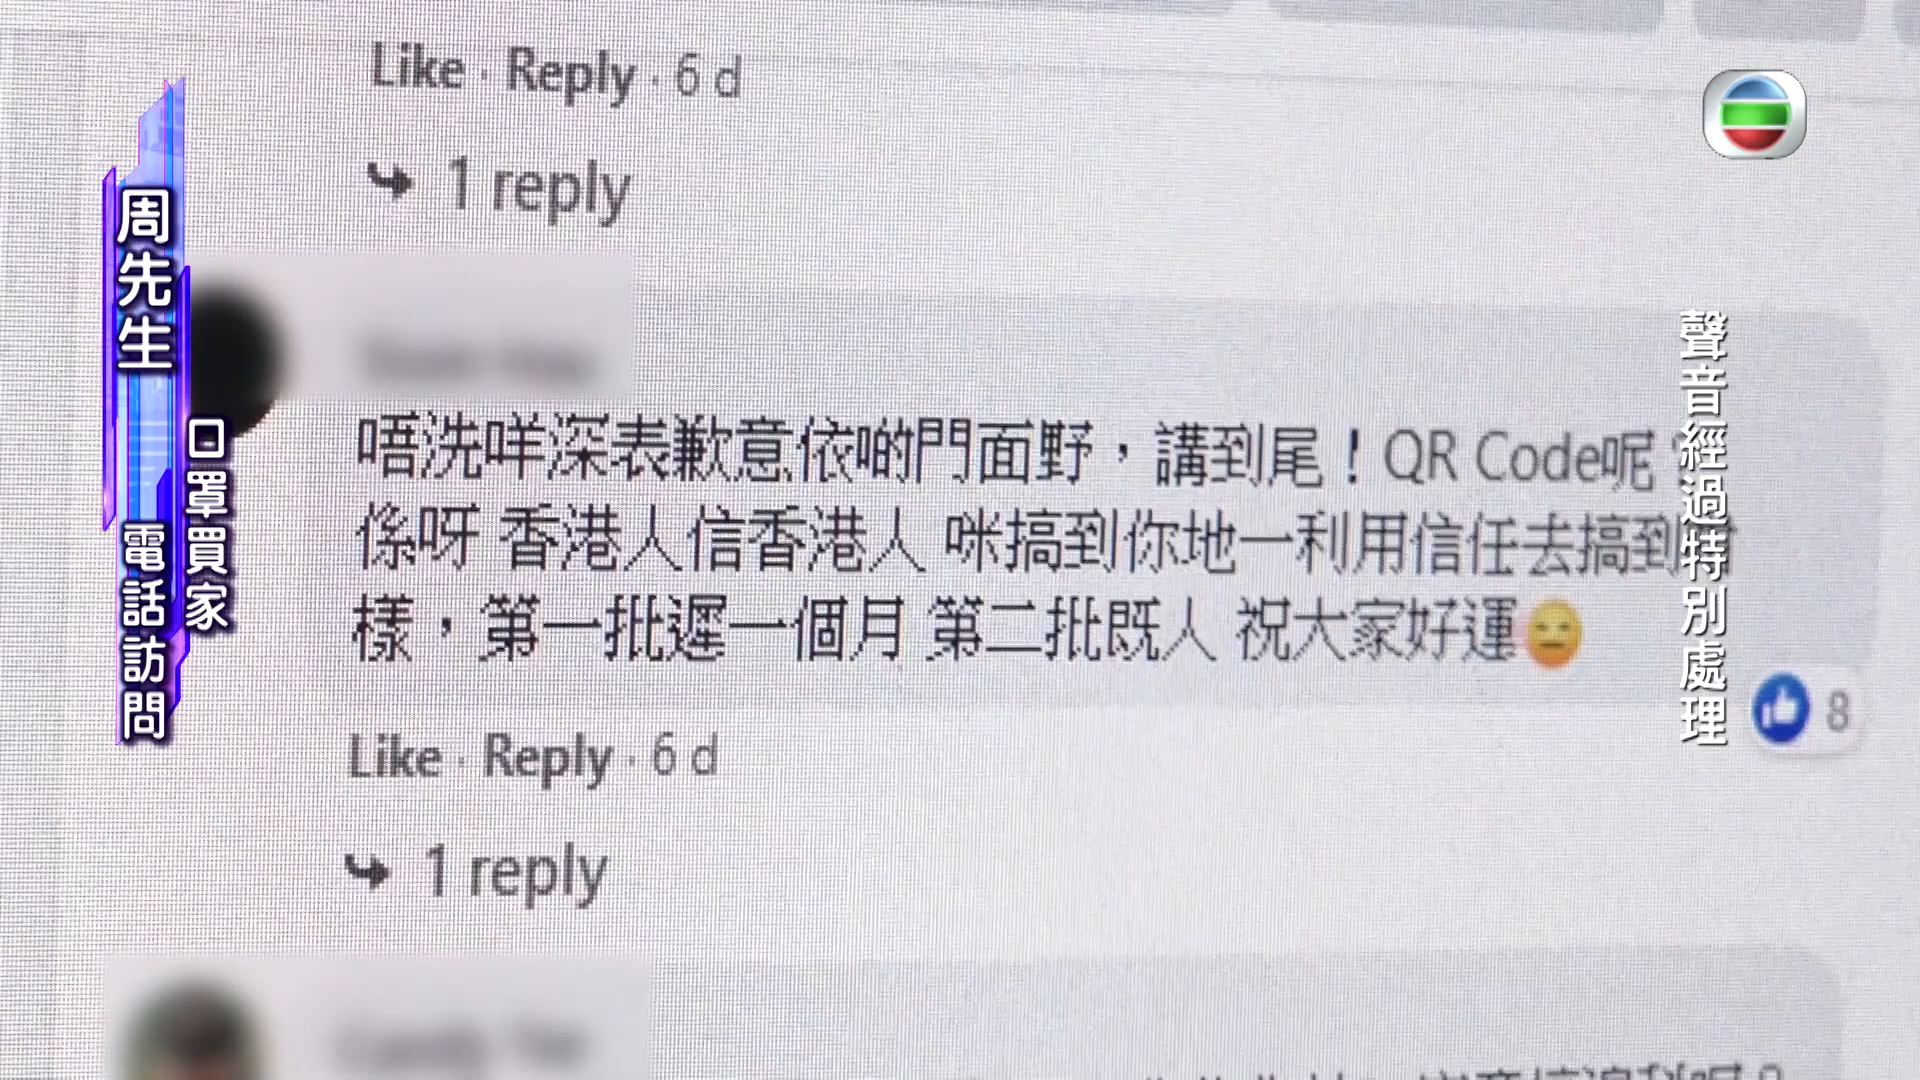 Like · Reply · 6 d
1 reply
周先生
口罩買家
電話訪問
聲音經過特別處理
唔洗咩深表歉意依啲門面野，講到尾！QR Code呢
係呀 香港人信香港人 咪搞到你地一利用信任去搞到
樣，第一批遲一個月 第二批既人 祝大家好運😑
8
Like · Reply · 6 d
1 reply